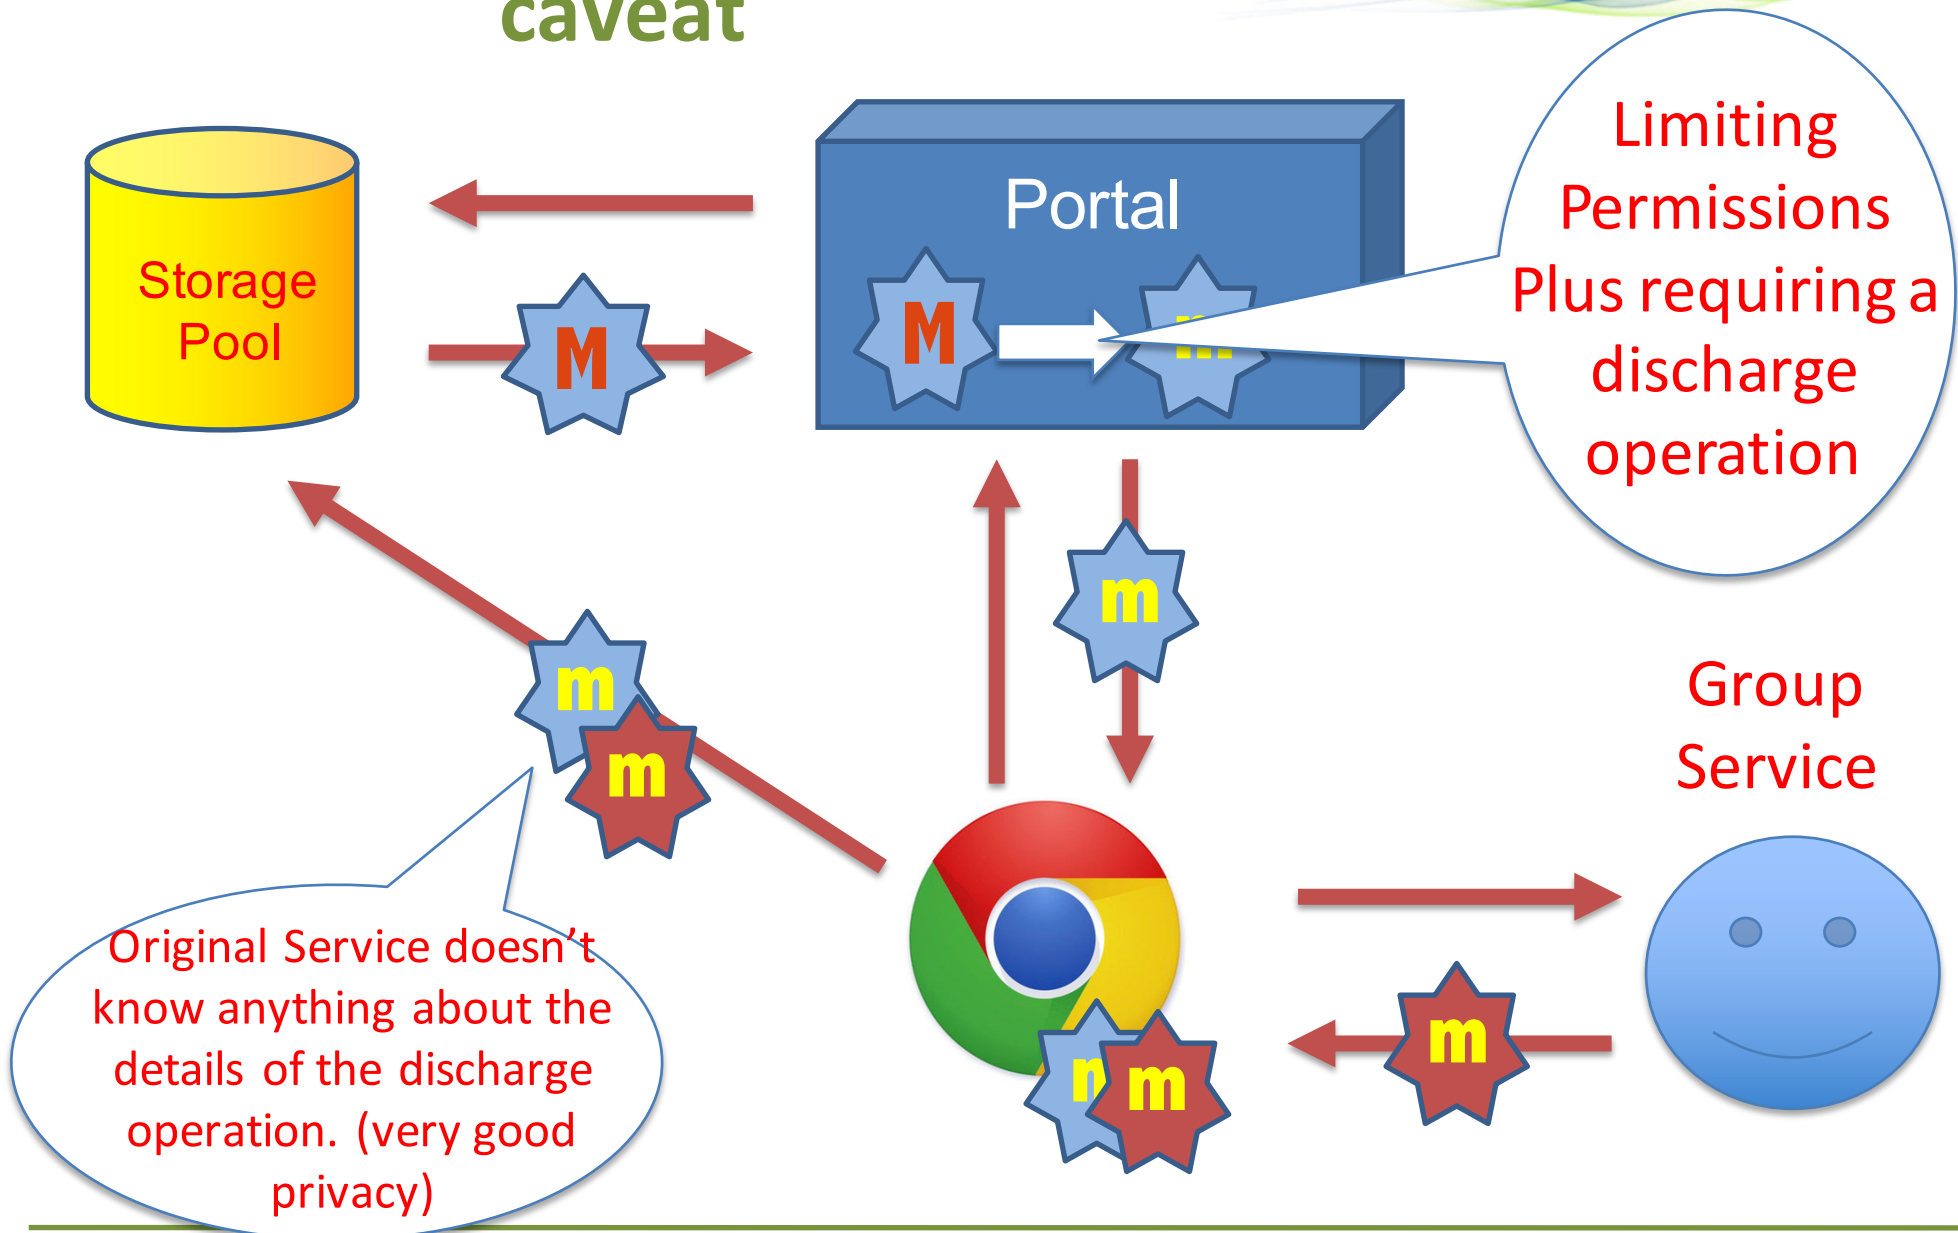 caveat
Storage
Pool
M
Portal
M
m
Limiting
Permissions
Plus requiring a
discharge
operation
m
m
m
Group
Service
Original Service doesn't
know anything about the
details of the discharge
operation. (very good
privacy)
m
m
m